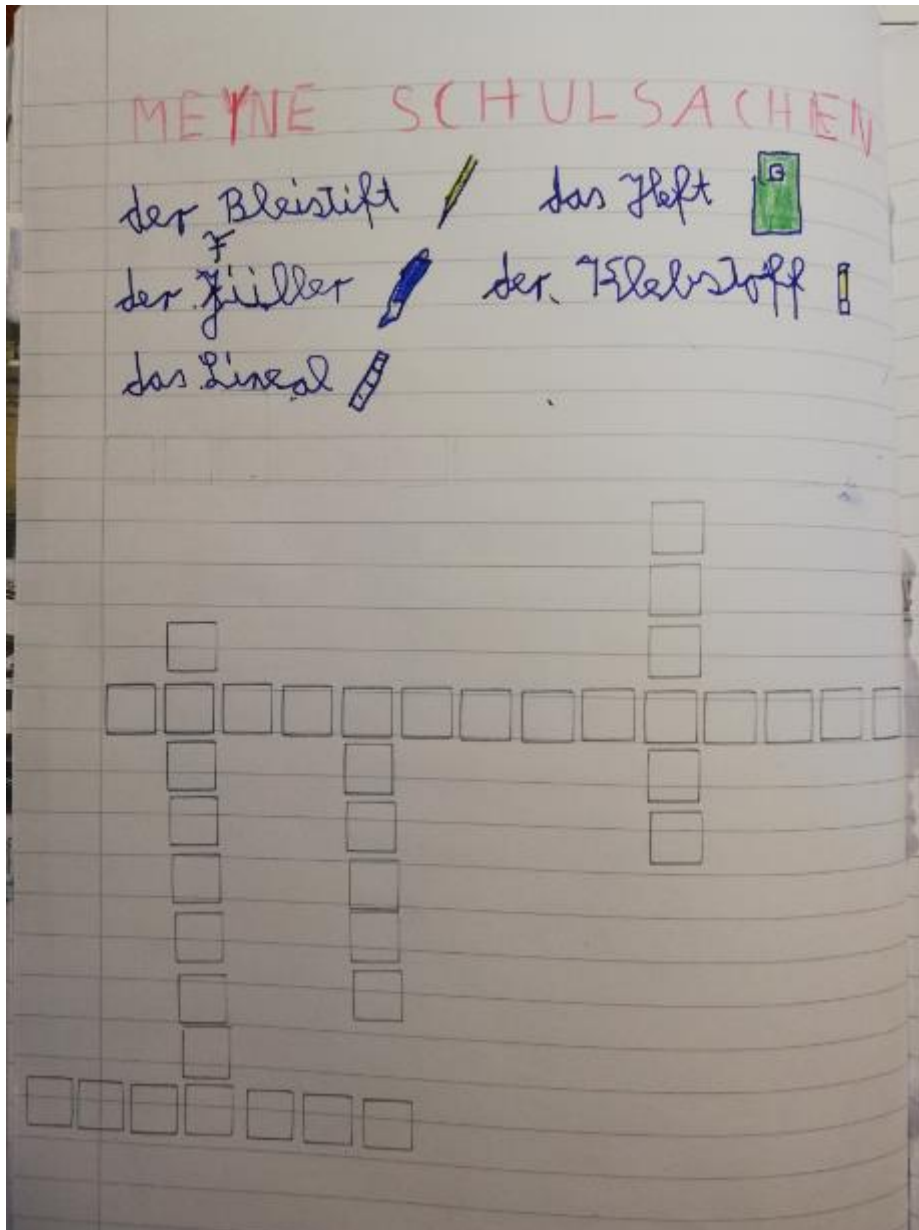 MEYNE SCHULSACHEN
der Bleistift das Heft
F
der Füller der Klebstoff
das Lineal